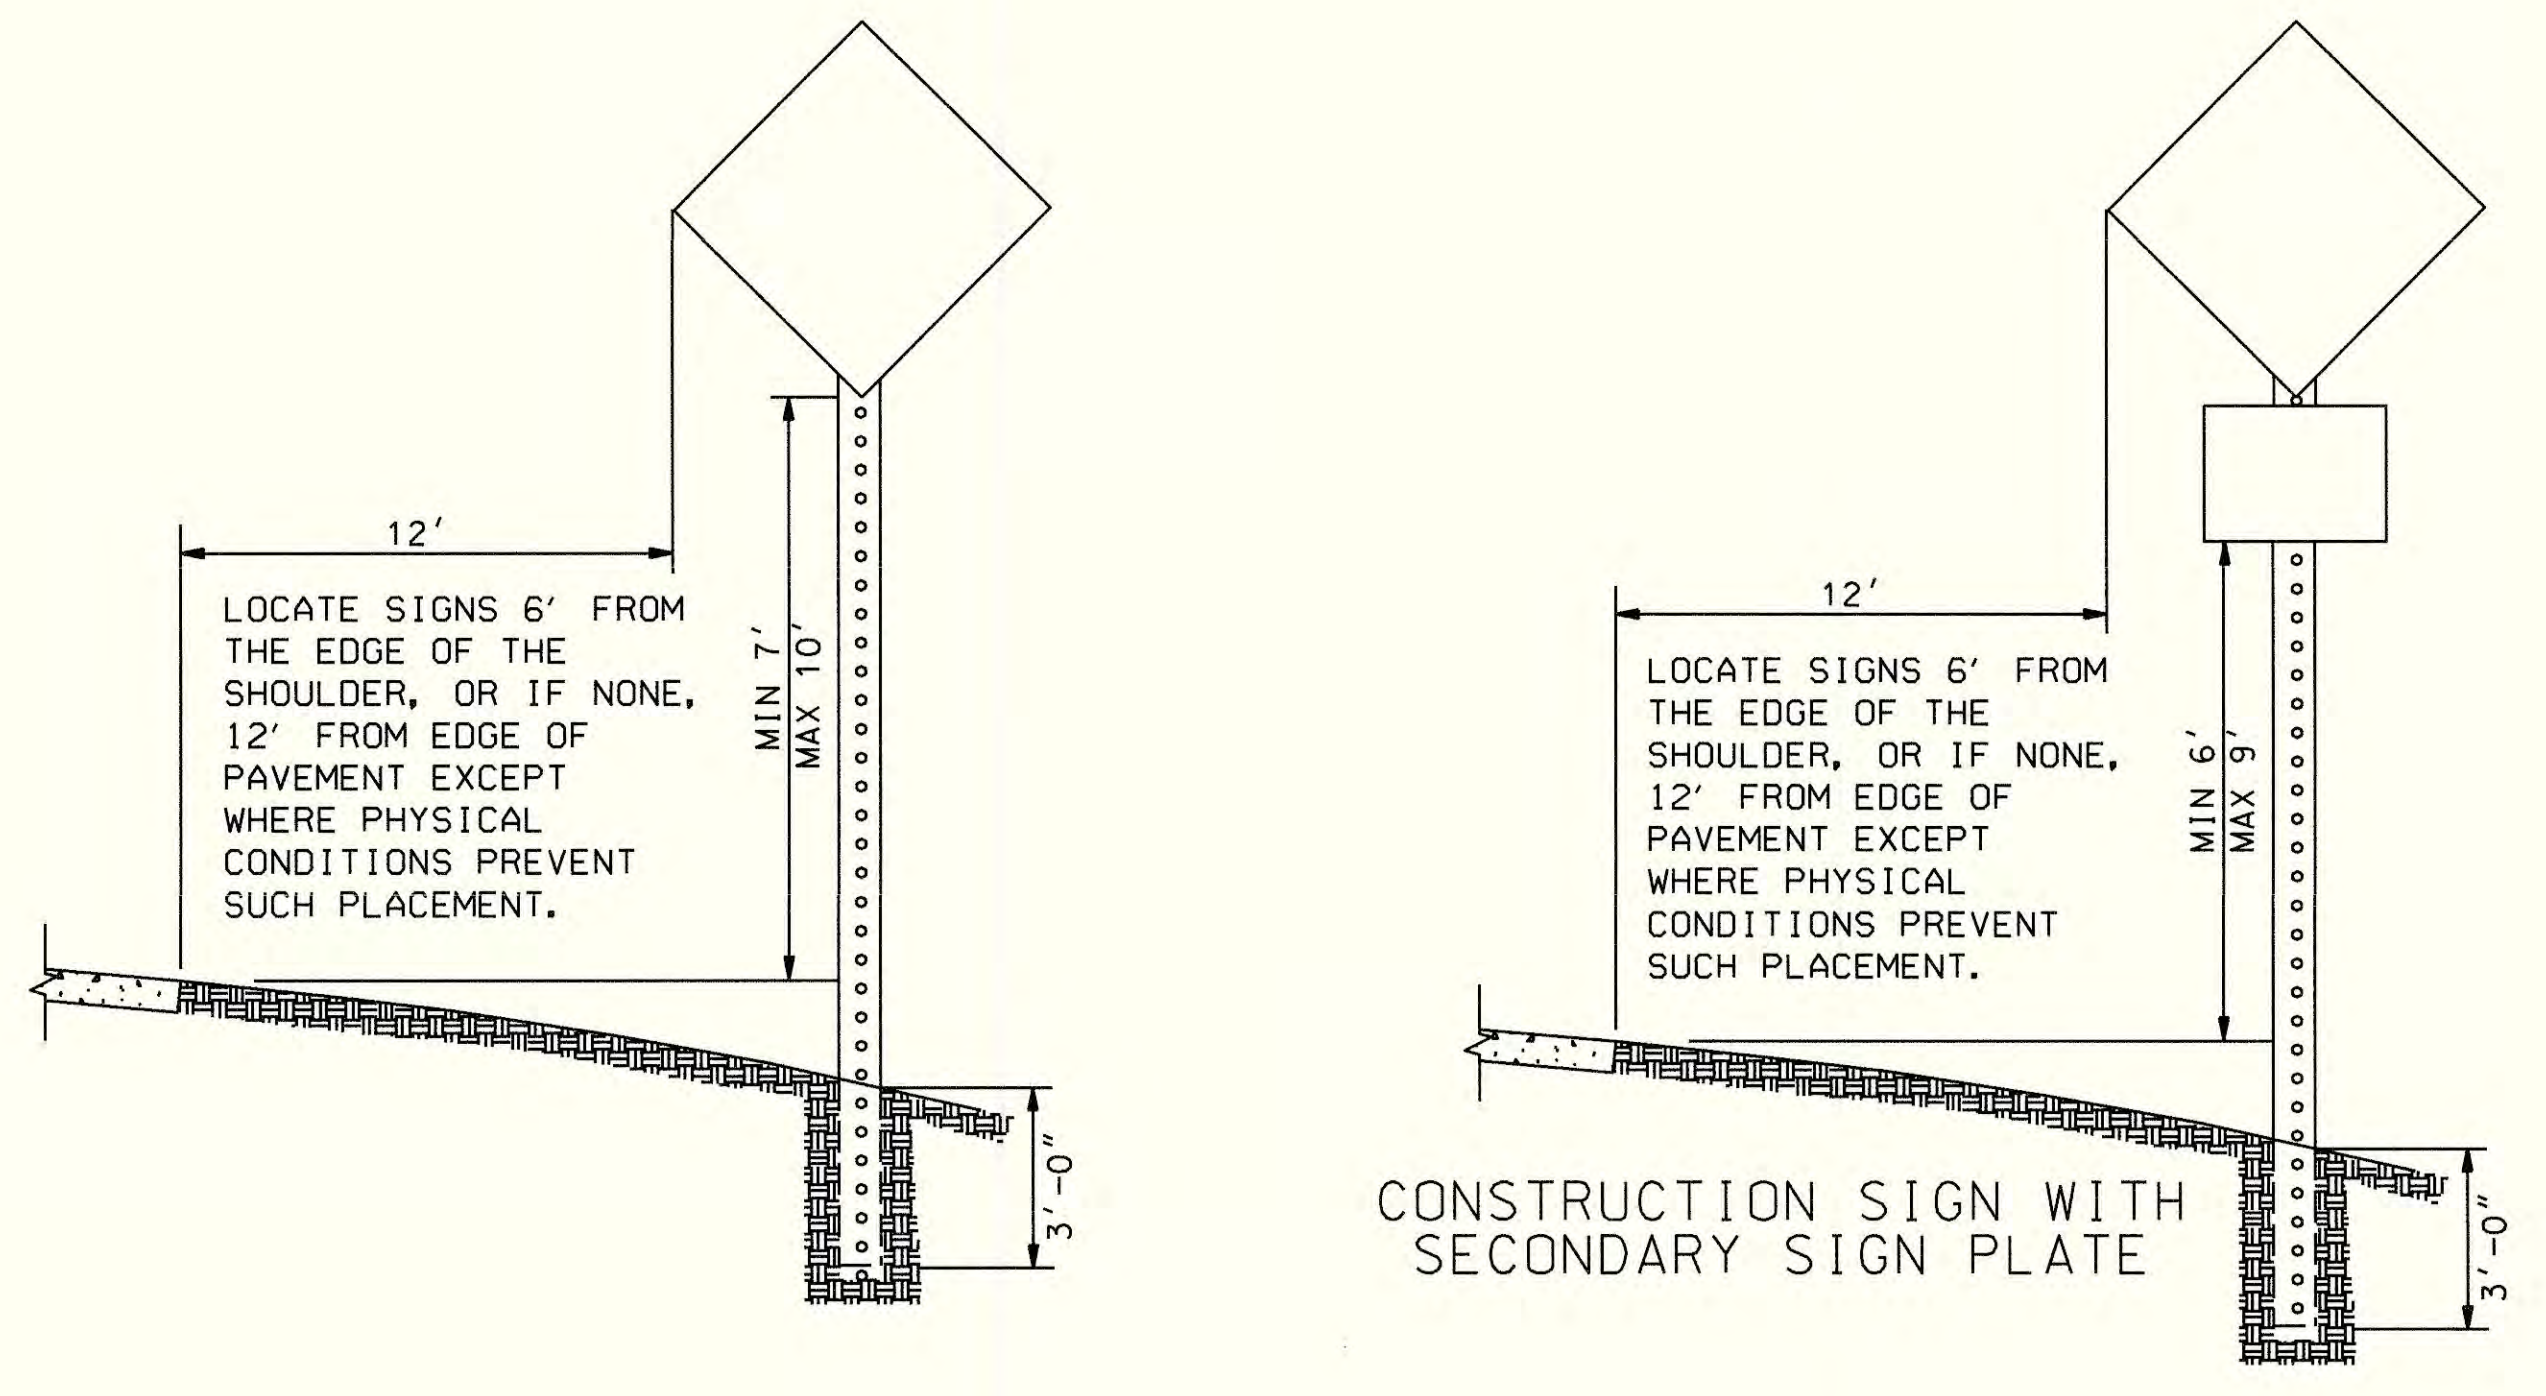 12'
LOCATE SIGNS 6' FROM
THE EDGE OF THE
SHOULDER, OR IF NONE,
12' FROM EDGE OF
PAVEMENT EXCEPT
WHERE PHYSICAL
CONDITIONS PREVENT
SUCH PLACEMENT.
MIN 7'
MAX 10'
3'-0"
12'
LOCATE SIGNS 6' FROM
THE EDGE OF THE
SHOULDER, OR IF NONE,
12' FROM EDGE OF
PAVEMENT EXCEPT
WHERE PHYSICAL
CONDITIONS PREVENT
SUCH PLACEMENT.
MIN 6'
MAX 9'
3'-0"
CONSTRUCTION SIGN WITH
SECONDARY SIGN PLATE